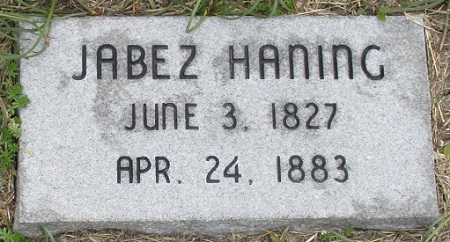 JABEZ HANING
JUNE 3, 1827
APR. 24, 1883